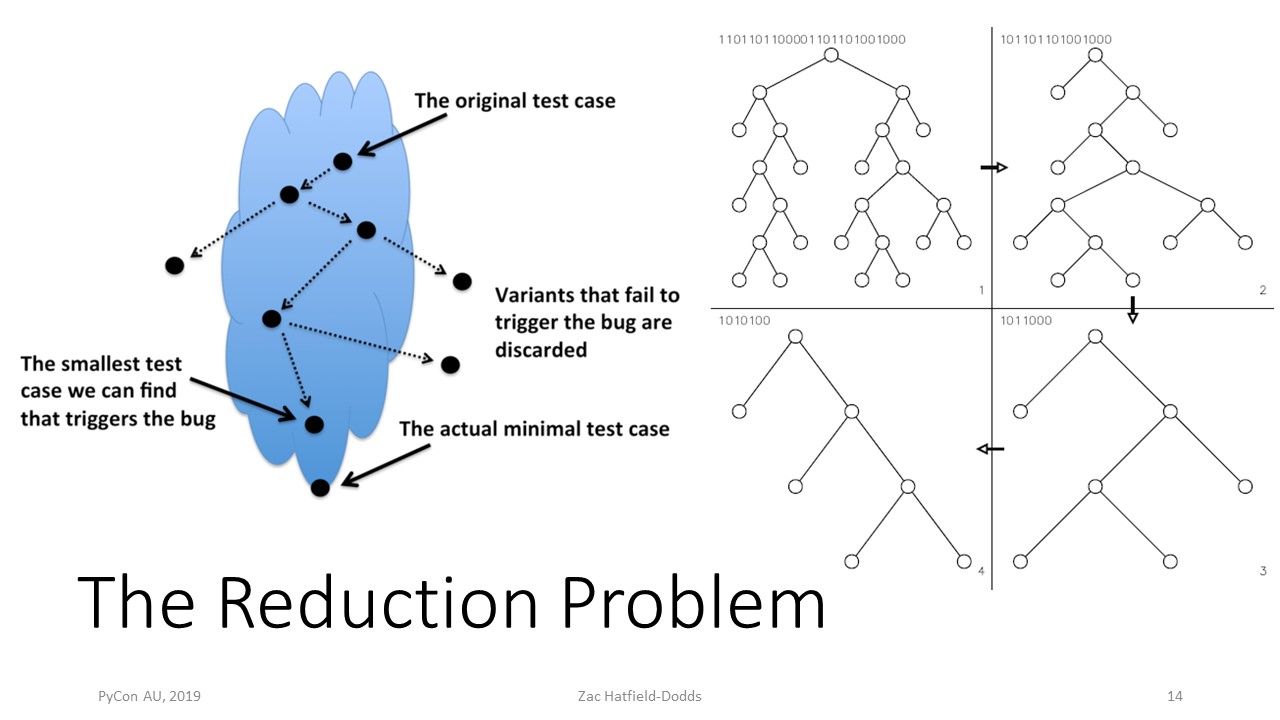 The original test case
Variants that fail to
trigger the bug are
discarded
The smallest test
case we can find
that triggers the bug
The actual minimal test case
1101101100001101101001000
1
101101101001000
2
1010100
4
1011000
3
The Reduction Problem
PyCon AU, 2019
Zac Hatfield-Dodds
14